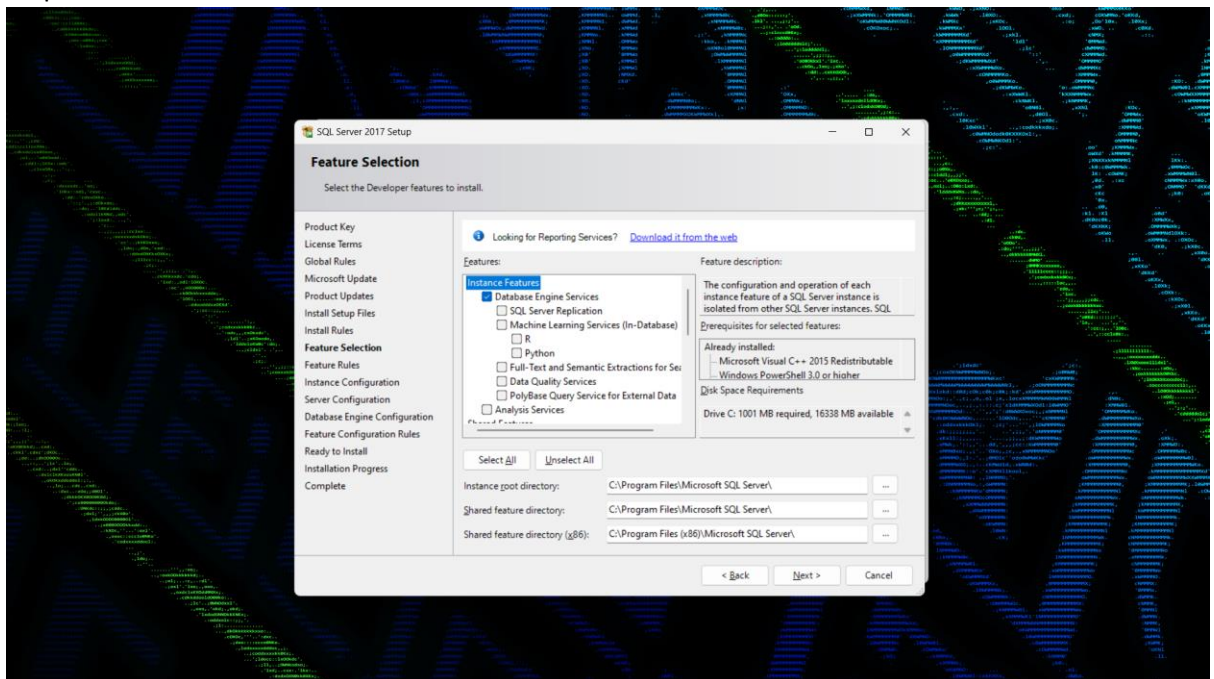 SQL Server 2017 Setup
Feature Selection
Select the Developer features to install.
Product Key
License Terms
Global Rules
Microsoft Update
Product Updates
Install Setup Files
Install Rules
Feature Selection
Feature Rules
Instance Configuration
Server Configuration
Database Engine Configuration
Feature Configuration Rules
Ready to Install
Installation Progress
Complete
Looking for Reporting Services? Download it from the web
Features:
Instance Features
Database Engine Services
SQL Server Replication
Machine Learning Services (In-Database)
R
Python
Full-Text and Semantic Extractions for Sea
Data Quality Services
PolyBase Query Service for External Data
Analysis Services
Shared Features
Feature description:
The configuration and operation of each
instance feature of a SQL Server instance is
isolated from other SQL Server instances. SQL
Prerequisites for selected features:
Already installed:
Microsoft Visual C++ 2015 Redistributable
Windows PowerShell 3.0 or higher
Disk Space Requirements
Drive C: 1001 MB required, 16338 MB available
Select All Unselect All
Instance root directory: C:\Program Files\Microsoft SQL Server\ ...
Shared feature directory: C:\Program Files\Microsoft SQL Server\ ...
Shared feature directory (x86): C:\Program Files (x86)\Microsoft SQL Server\ ...
< Back Next > Cancel